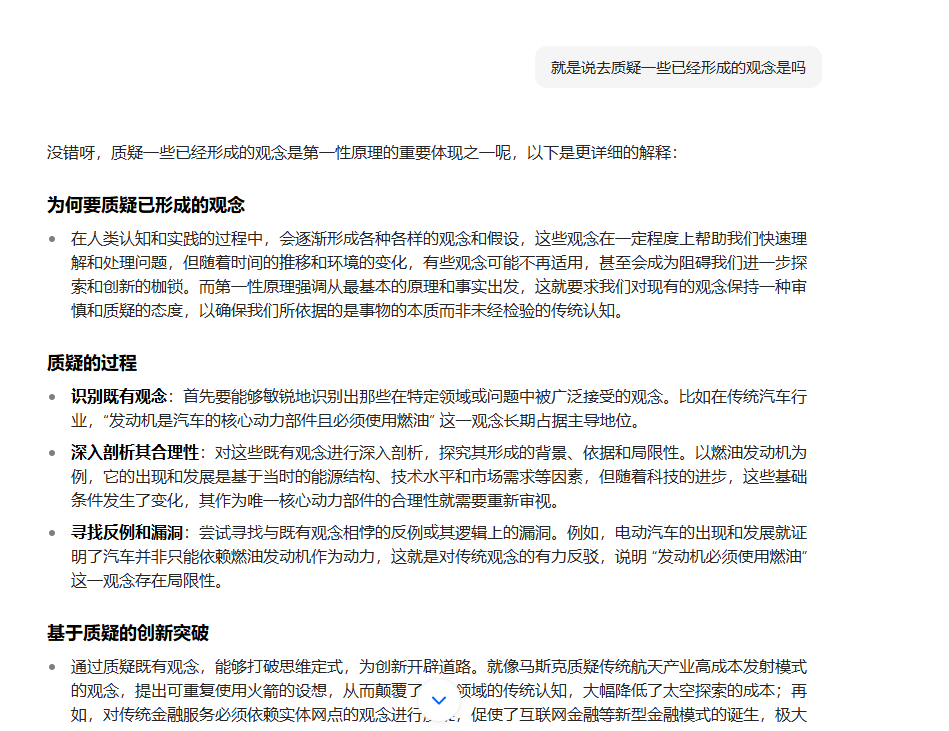 就是说去质疑一些已经形成的观念是吗
没错呀，质疑一些已经形成的观念是第一性原理的重要体现之一呢，以下是更详细的解释：
为何要质疑已形成的观念
在人类认知和实践的过程中，会逐渐形成各种各样的观念和假设，这些观念在一定程度上帮助我们快速理
解和处理问题，但随着时间的推移和环境的变化，有些观念可能不再适用，甚至会成为阻碍我们进一步探
索和创新的枷锁。而第一性原理强调从最基本的原理和事实出发，这就要求我们对现有的观念保持一种审
慎和质疑的态度，以确保我们所依据的是事物的本质而非未经检验的传统认知。
质疑的过程
识别既有观念：首先要能够敏锐地识别出那些在特定领域或问题中被广泛接受的观念。比如在传统汽车行
业，“发动机是汽车的核心动力部件且必须使用燃油” 这一观念长期占据主导地位。
深入剖析其合理性：对这些既有观念进行深入剖析，探究其形成的背景、依据和局限性。以燃油发动机为
例，它的出现和发展是基于当时的能源结构、技术水平和市场需求等因素，但随着科技的进步，这些基础
条件发生了变化，其作为唯一核心动力部件的合理性就需要重新审视。
寻找反例和漏洞：尝试寻找与既有观念相悖的反例或其逻辑上的漏洞。例如，电动汽车的出现和发展就证
明了汽车并非只能依赖燃油发动机作为动力，这就是对传统观念的有力反驳，说明 “发动机必须使用燃油”
这一观念存在局限性。
基于质疑的创新突破
通过质疑既有观念，能够打破思维定式，为创新开辟道路。就像马斯克质疑传统航天产业高成本发射模式
的观念，提出可重复使用火箭的设想，从而颠覆了领域的传统认知，大幅降低了太空探索的成本；再
如，对传统金融服务必须依赖实体网点的观念进行，促使了互联网金融等新型金融模式的诞生，极大